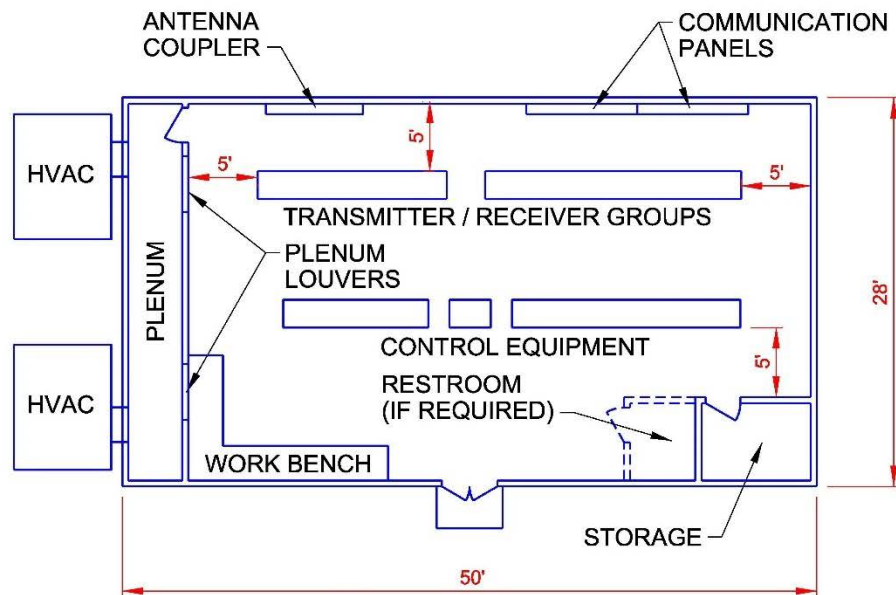 ANTENNA
COUPLER
COMMUNICATION
PANELS
HVAC
5'
5'
5'
TRANSMITTER / RECEIVER GROUPS
PLENUM
LOUVERS
PLENUM
28'
CONTROL EQUIPMENT
5'
RESTROOM
(IF REQUIRED)
HVAC
WORK BENCH
STORAGE
50'